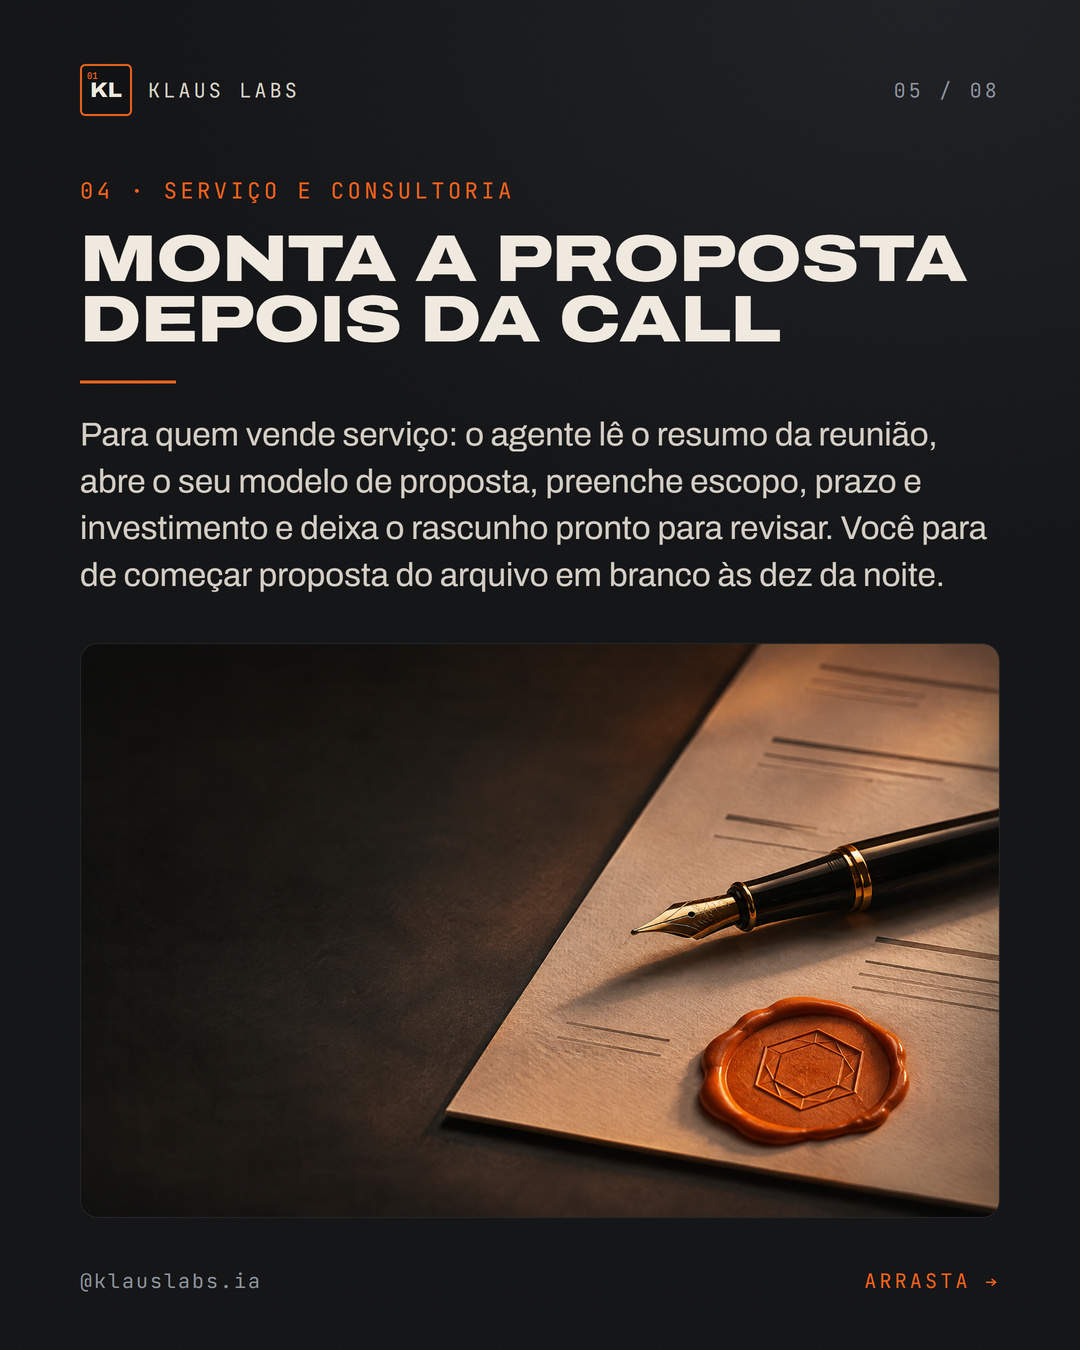 01
KL
KLAUS LABS
05 / 08
04 · SERVIÇO E CONSULTORIA
MONTA A PROPOSTA
DEPOIS DA CALL
Para quem vende serviço: o agente lê o resumo da reunião,
abre o seu modelo de proposta, preenche escopo, prazo e
investimento e deixa o rascunho pronto para revisar. Você para
de começar proposta do arquivo em branco às dez da noite.
@klauslabs.ia
ARRASTA →